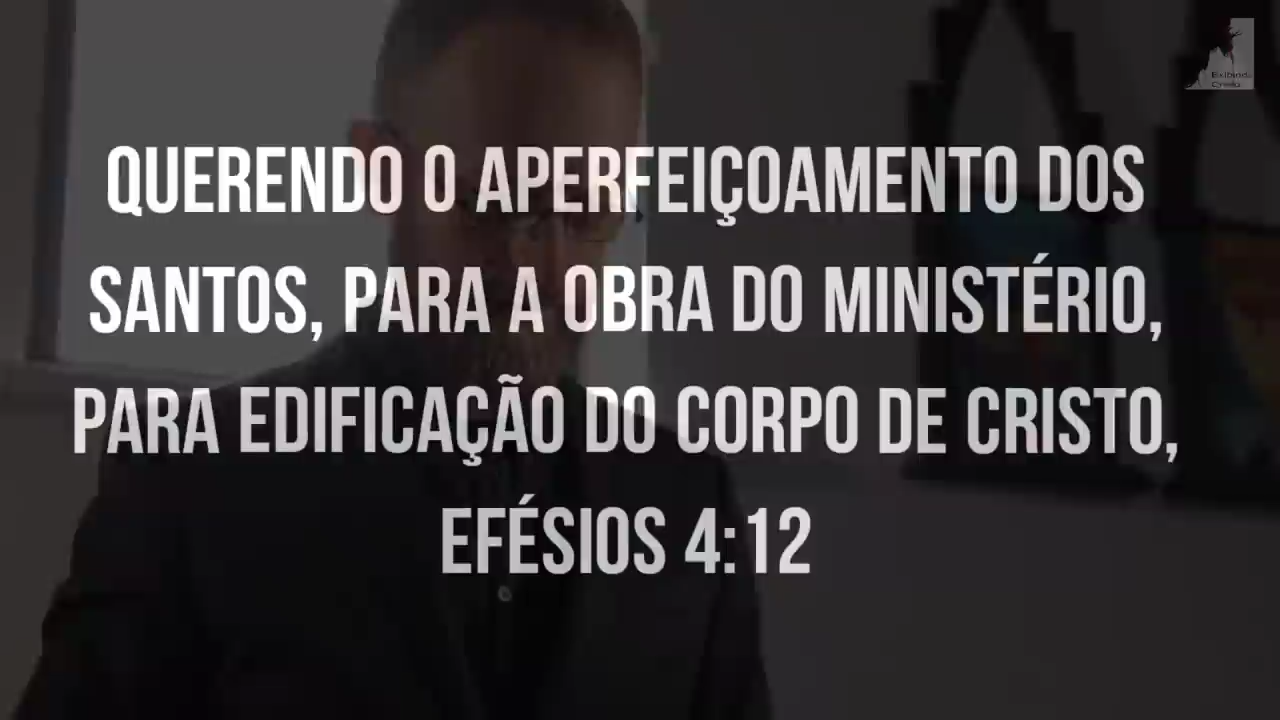 QUERENDO O APERFEIÇOAMENTO DOS
SANTOS, PARA A OBRA DO MINISTÉRIO,
PARA EDIFICAÇÃO DO CORPO DE CRISTO,
EFÉSIOS 4:12